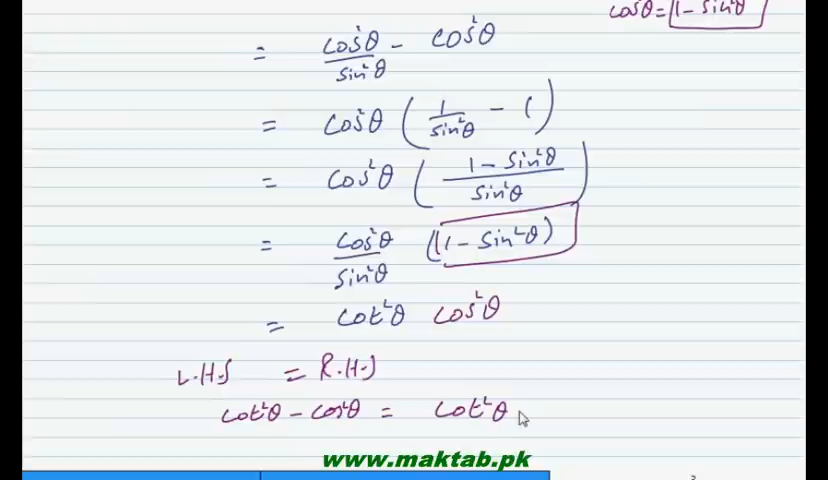 cos²θ = 1 - sin²θ
= cos²θ/sin²θ - cos²θ
= cos²θ (1/sin²θ - 1)
= cos²θ (1 - sin²θ/sin²θ)
= cos²θ/sin²θ (1 - sin²θ)
= cot²θ cos²θ
L.H.S = R.H.S
cot²θ - cos²θ = cot²θ
www.maktab.pk